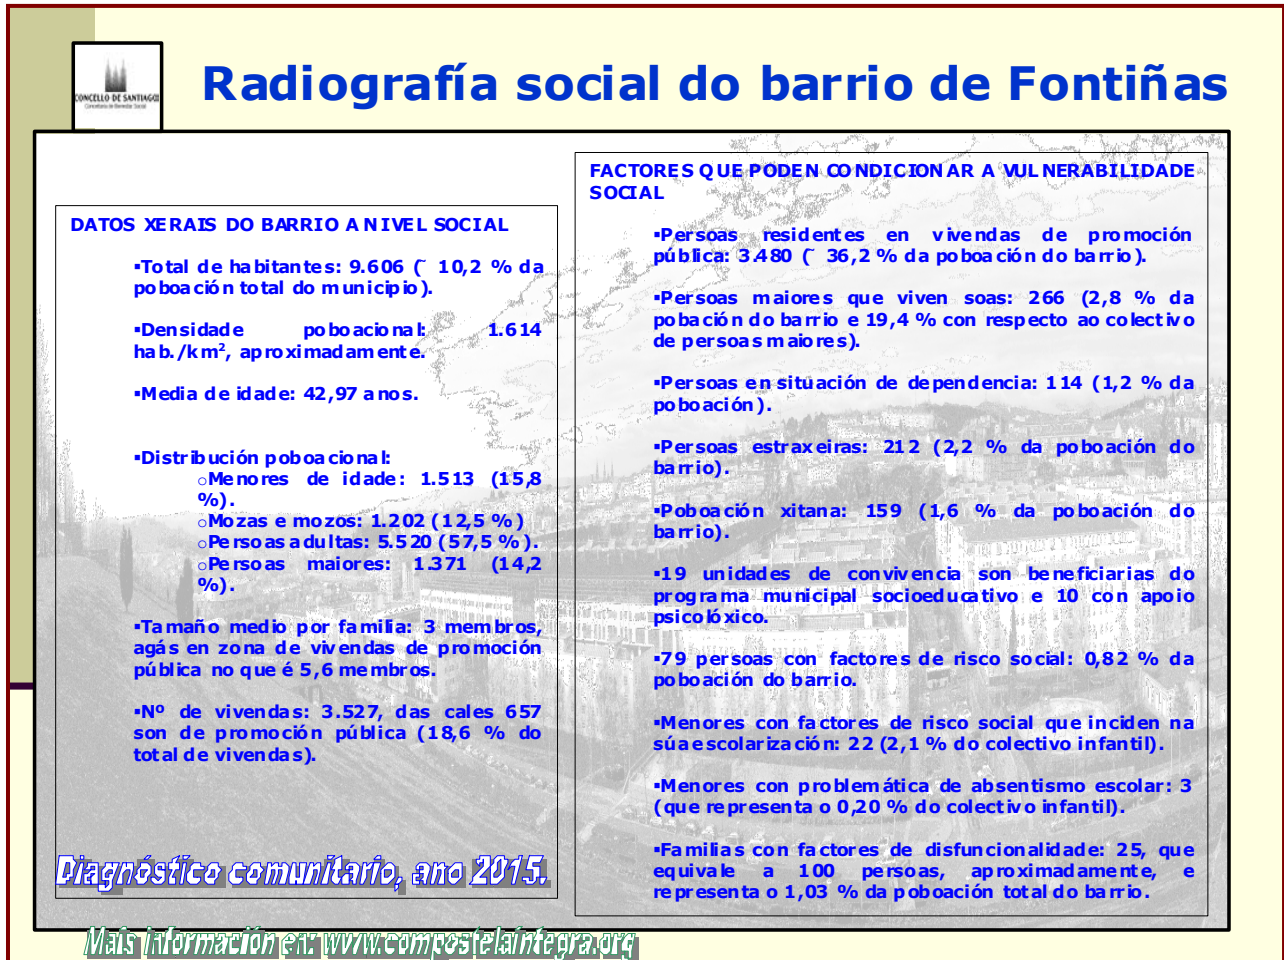 CONCELLO DE SANTIAGO
Concellaría de Benestar Social
Radiografía social do barrio de Fontiñas
DATOS XERAIS DO BARRIO A NIVEL SOCIAL
▪Total de habitantes: 9.606 (˜ 10,2 % da
poboación total do municipio).
▪Densidade poboacional: 1.614
hab./km², aproximadamente.
▪Media de idade: 42,97 anos.
▪Distribución poboacional:
oMenores de idade: 1.513 (15,8
%).
oMozas e mozos: 1.202 (12,5 %)
oPersoas adultas: 5.520 (57,5 %).
oPersoas maiores: 1.371 (14,2
%).
▪Tamaño medio por familia: 3 membros,
agás en zona de vivendas de promoción
pública no que é 5,6 membros.
▪Nº de vivendas: 3.527, das cales 657
son de promoción pública (18,6 % do
total de vivendas).
Diagnóstico comunitario, ano 2015.
FACTORES QUE PODEN CONDICIONAR A VULNERABILIDADE
SOCIAL
▪Persoas residentes en vivendas de promoción
pública: 3.480 (˜ 36,2 % da poboación do barrio).
▪Persoas maiores que viven soas: 266 (2,8 % da
pobación do barrio e 19,4 % con respecto ao colectivo
de persoas maiores).
▪Persoas en situación de dependencia: 114 (1,2 % da
poboación).
▪Persoas estraxeiras: 212 (2,2 % da poboación do
barrio).
▪Poboación xitana: 159 (1,6 % da poboación do
barrio).
▪19 unidades de convivencia son beneficiarias do
programa municipal socioeducativo e 10 con apoio
psicolóxico.
▪79 persoas con factores de risco social: 0,82 % da
poboación do barrio.
▪Menores con factores de risco social que inciden na
súa escolarización: 22 (2,1 % do colectivo infantil).
▪Menores con problemática de absentismo escolar: 3
(que representa o 0,20 % do colectivo infantil).
▪Familias con factores de disfuncionalidade: 25, que
equivale a 100 persoas, aproximadamente, e
representa o 1,03 % da poboación total do barrio.
Mais información en: www.compostelaintegra.org